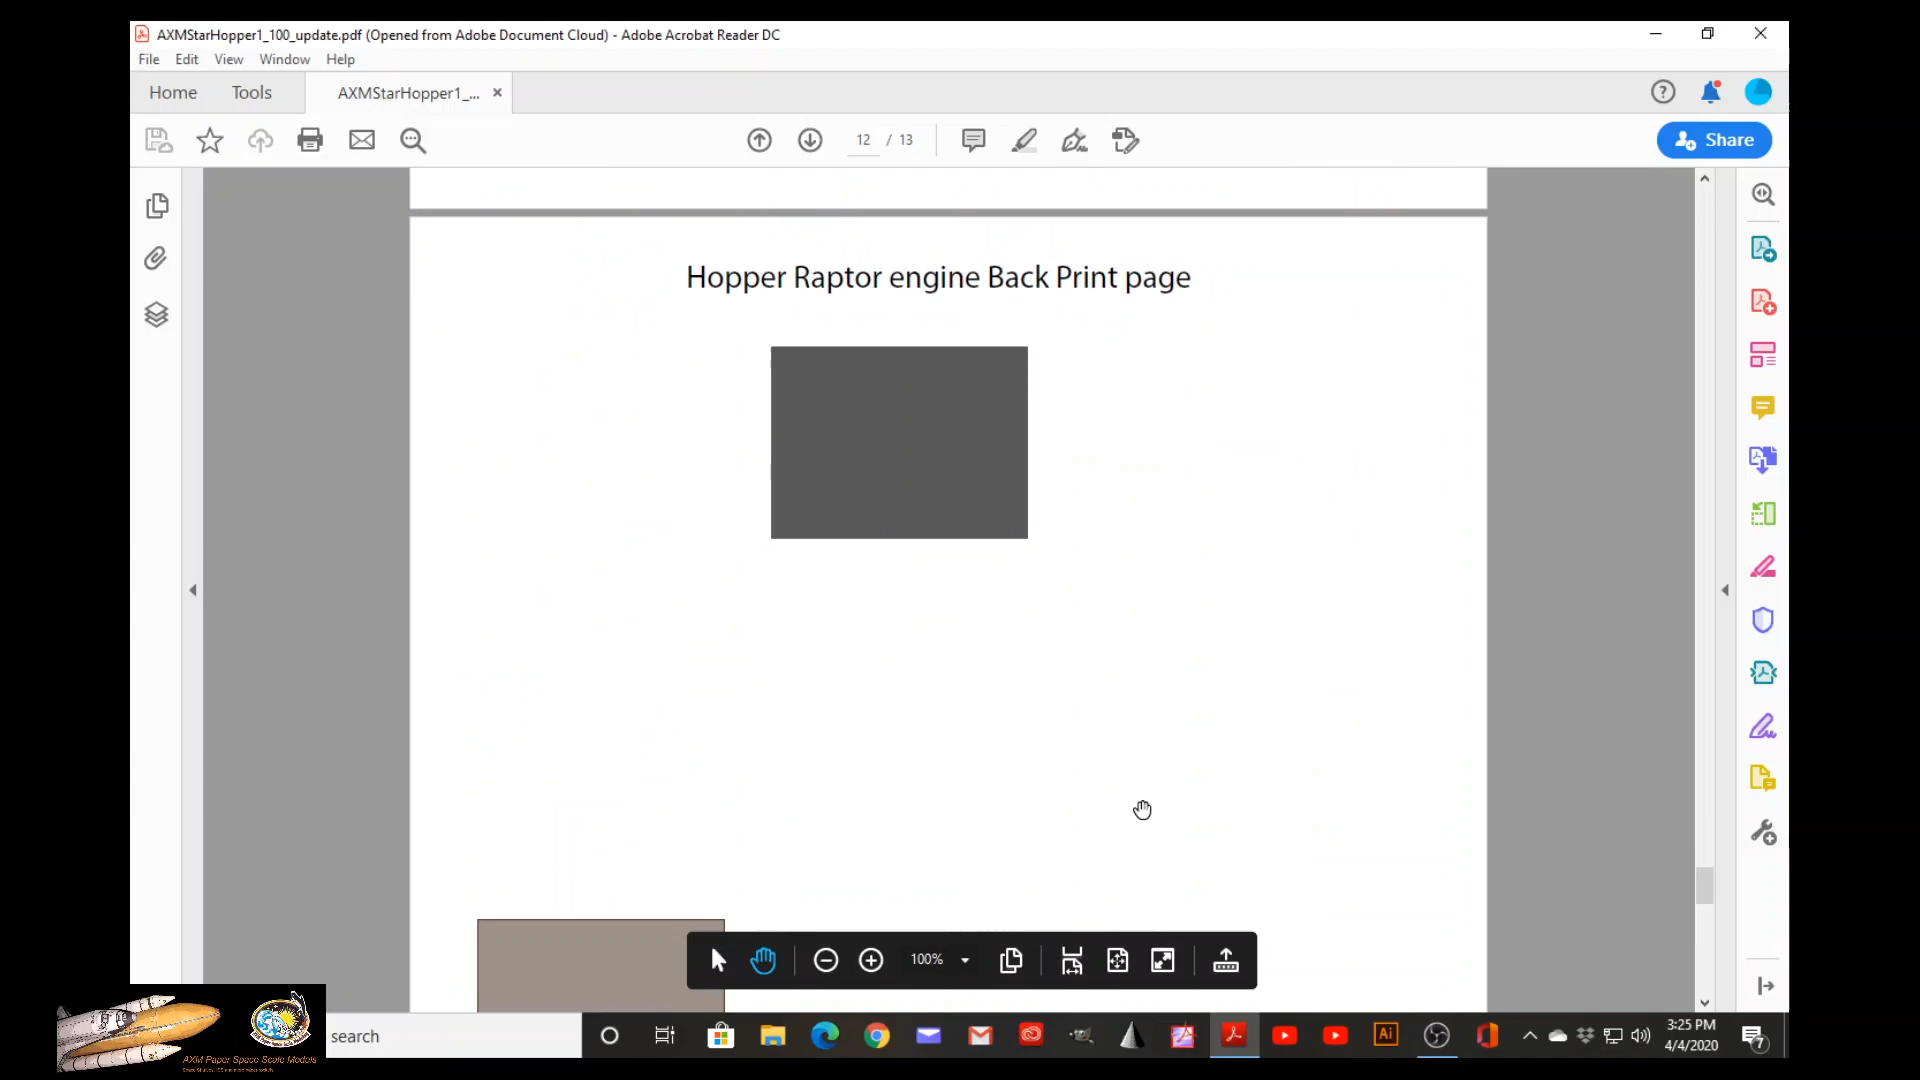 AXMStarHopper1_100_update.pdf (Opened from Adobe Document Cloud) - Adobe Acrobat Reader DC
File Edit View Window Help
Home Tools AXMStarHopper1_... ×
12 / 13
Share
Hopper Raptor engine Back Print page
100%
search
3:25 PM
4/4/2020
7
Ai
AXM Paper Space Scale Models